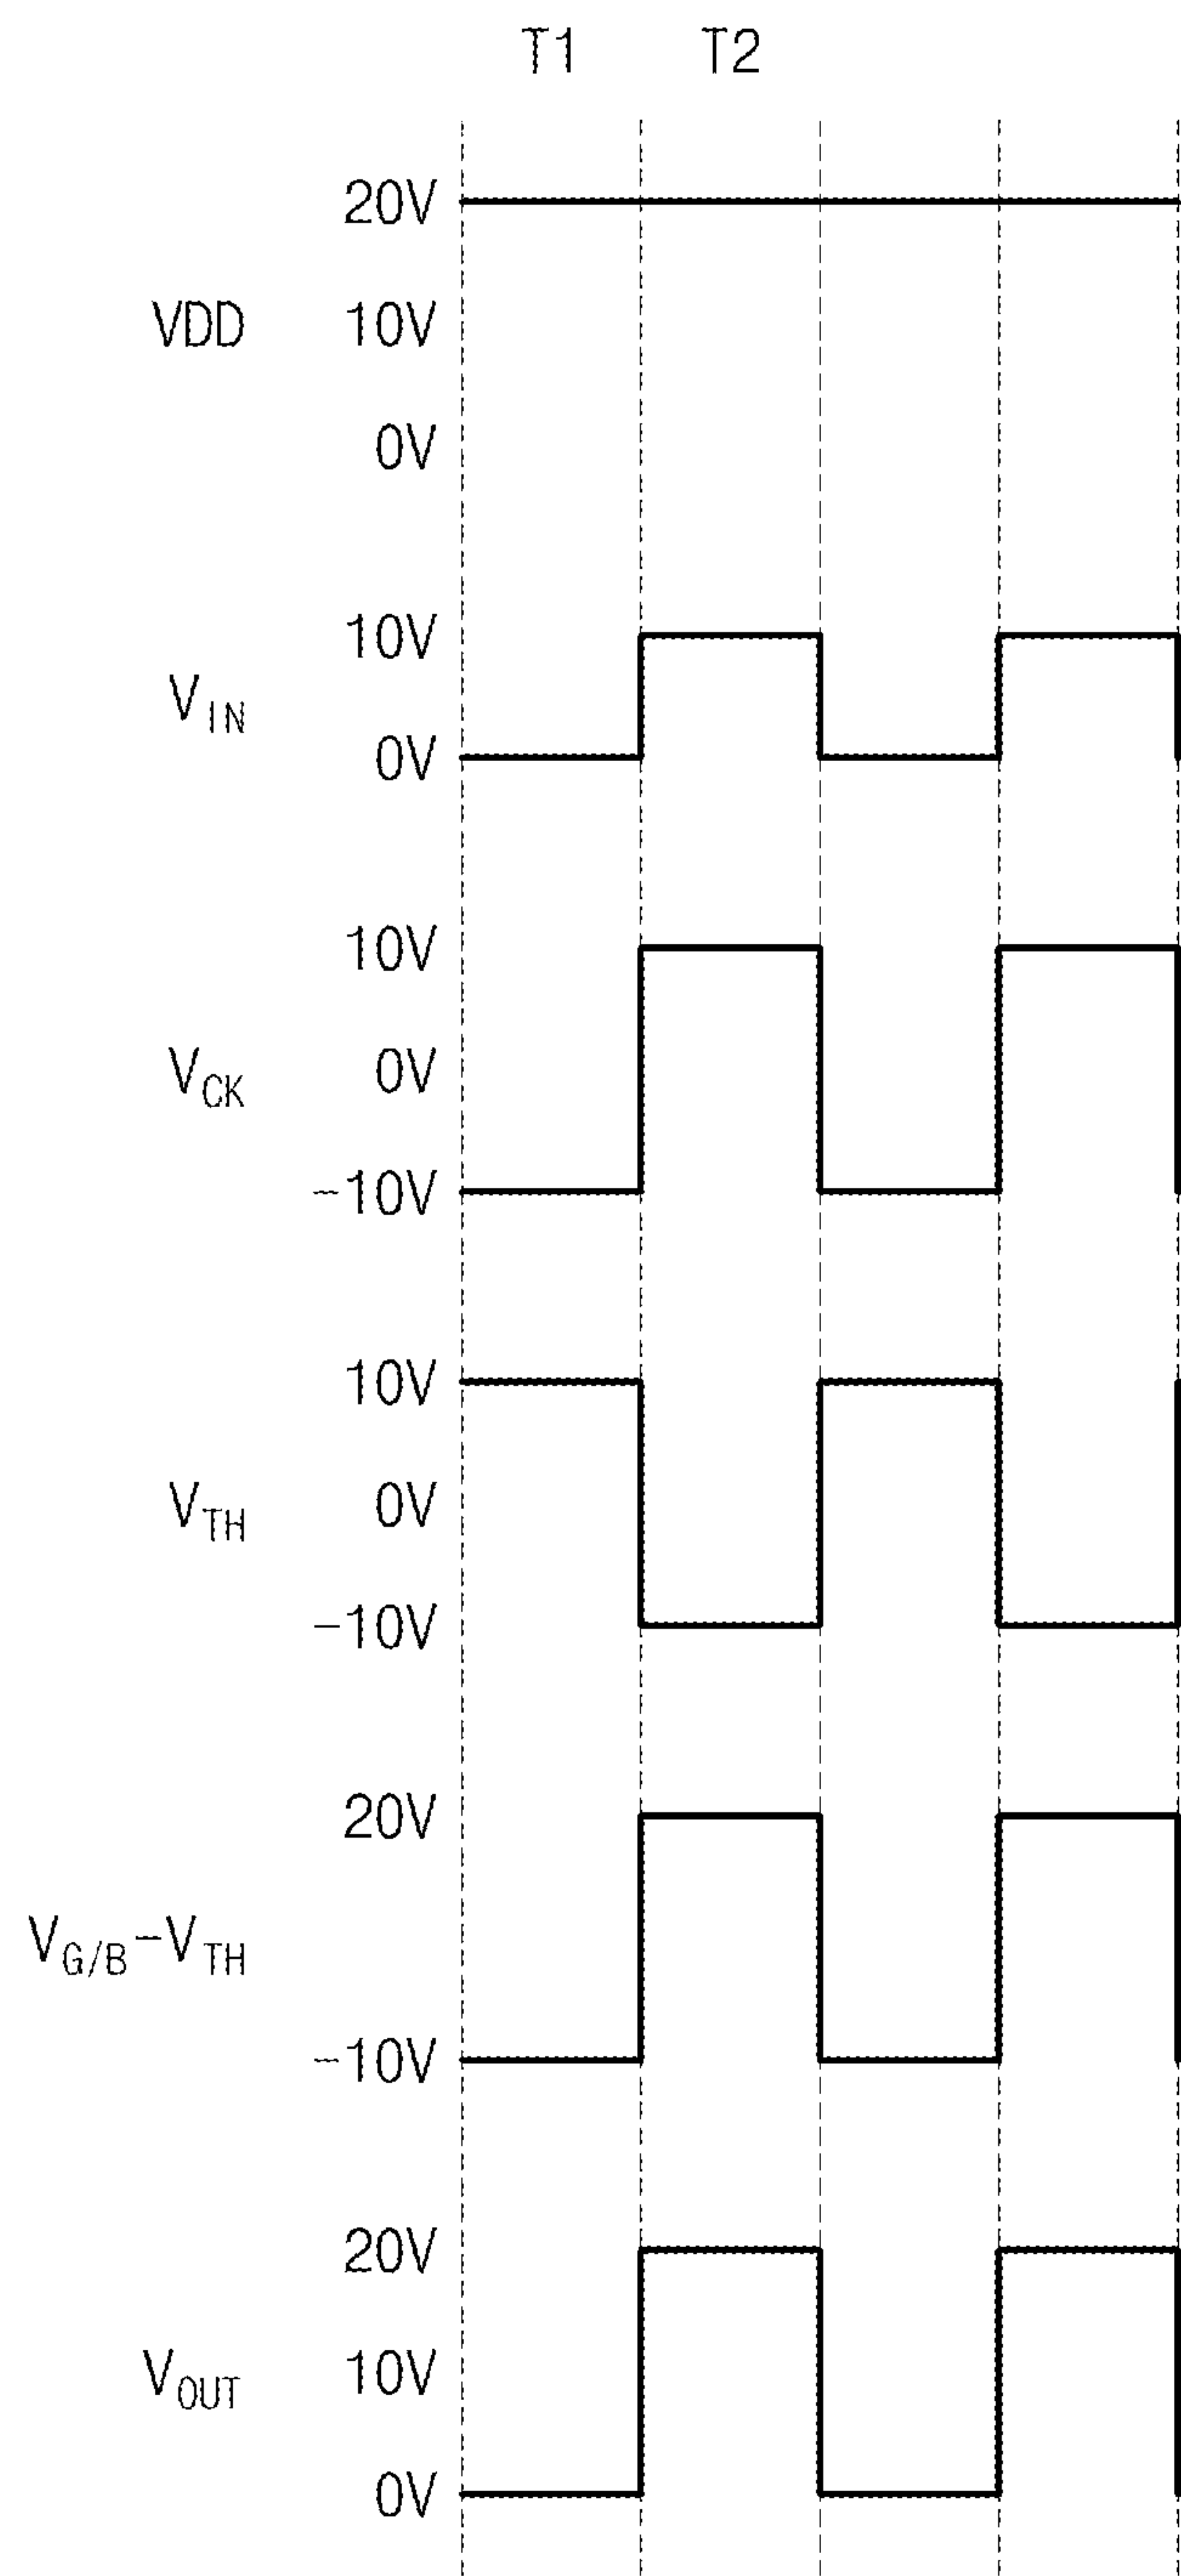 T1 T2
20V
VDD 10V
0V
10V
VIN
0V
10V
VCK 0V
-10V
10V
VTH 0V
-10V
20V
VG/B-VTH
-10V
20V
VOUT 10V
0V